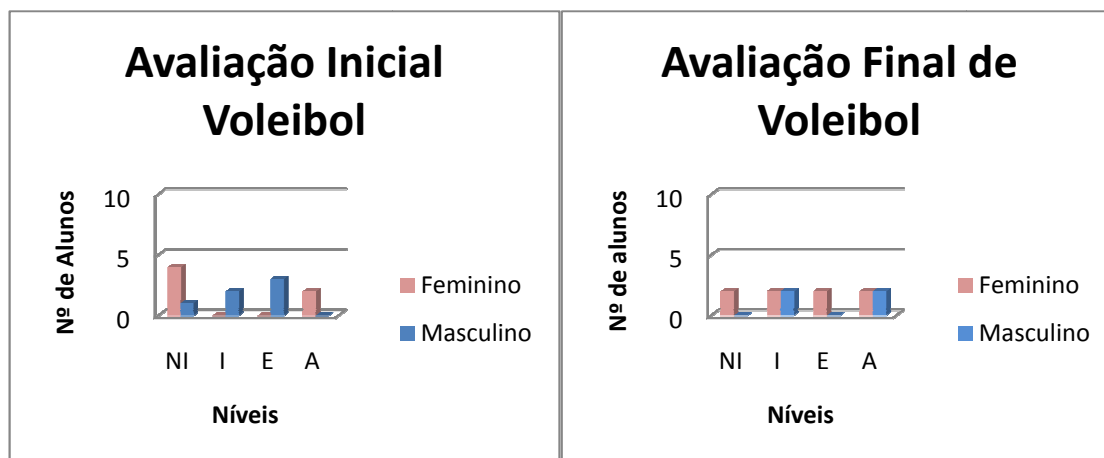 Avaliação Inicial
Voleibol
Nº de Alunos
10
5
0
NI I E A
Níveis
Feminino
Masculino
Avaliação Final de
Voleibol
Nº de alunos
10
5
0
NI I E A
Níveis
Feminino
Masculino